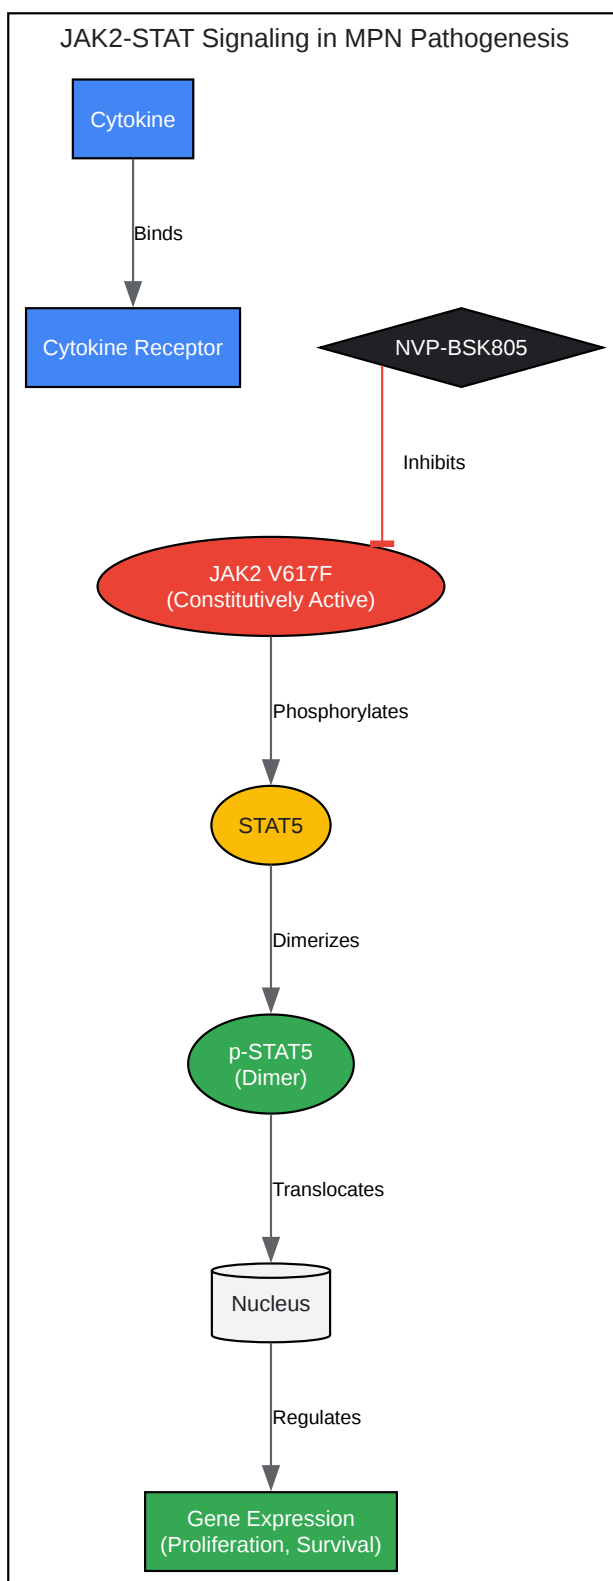 JAK2-STAT Signaling in MPN Pathogenesis
Cytokine
Binds
Cytokine Receptor
NVP-BSK805
Inhibits
JAK2 V617F
(Constitutively Active)
Phosphorylates
STAT5
Dimerizes
p-STAT5
(Dimer)
Translocates
Nucleus
Regulates
Gene Expression
(Proliferation, Survival)